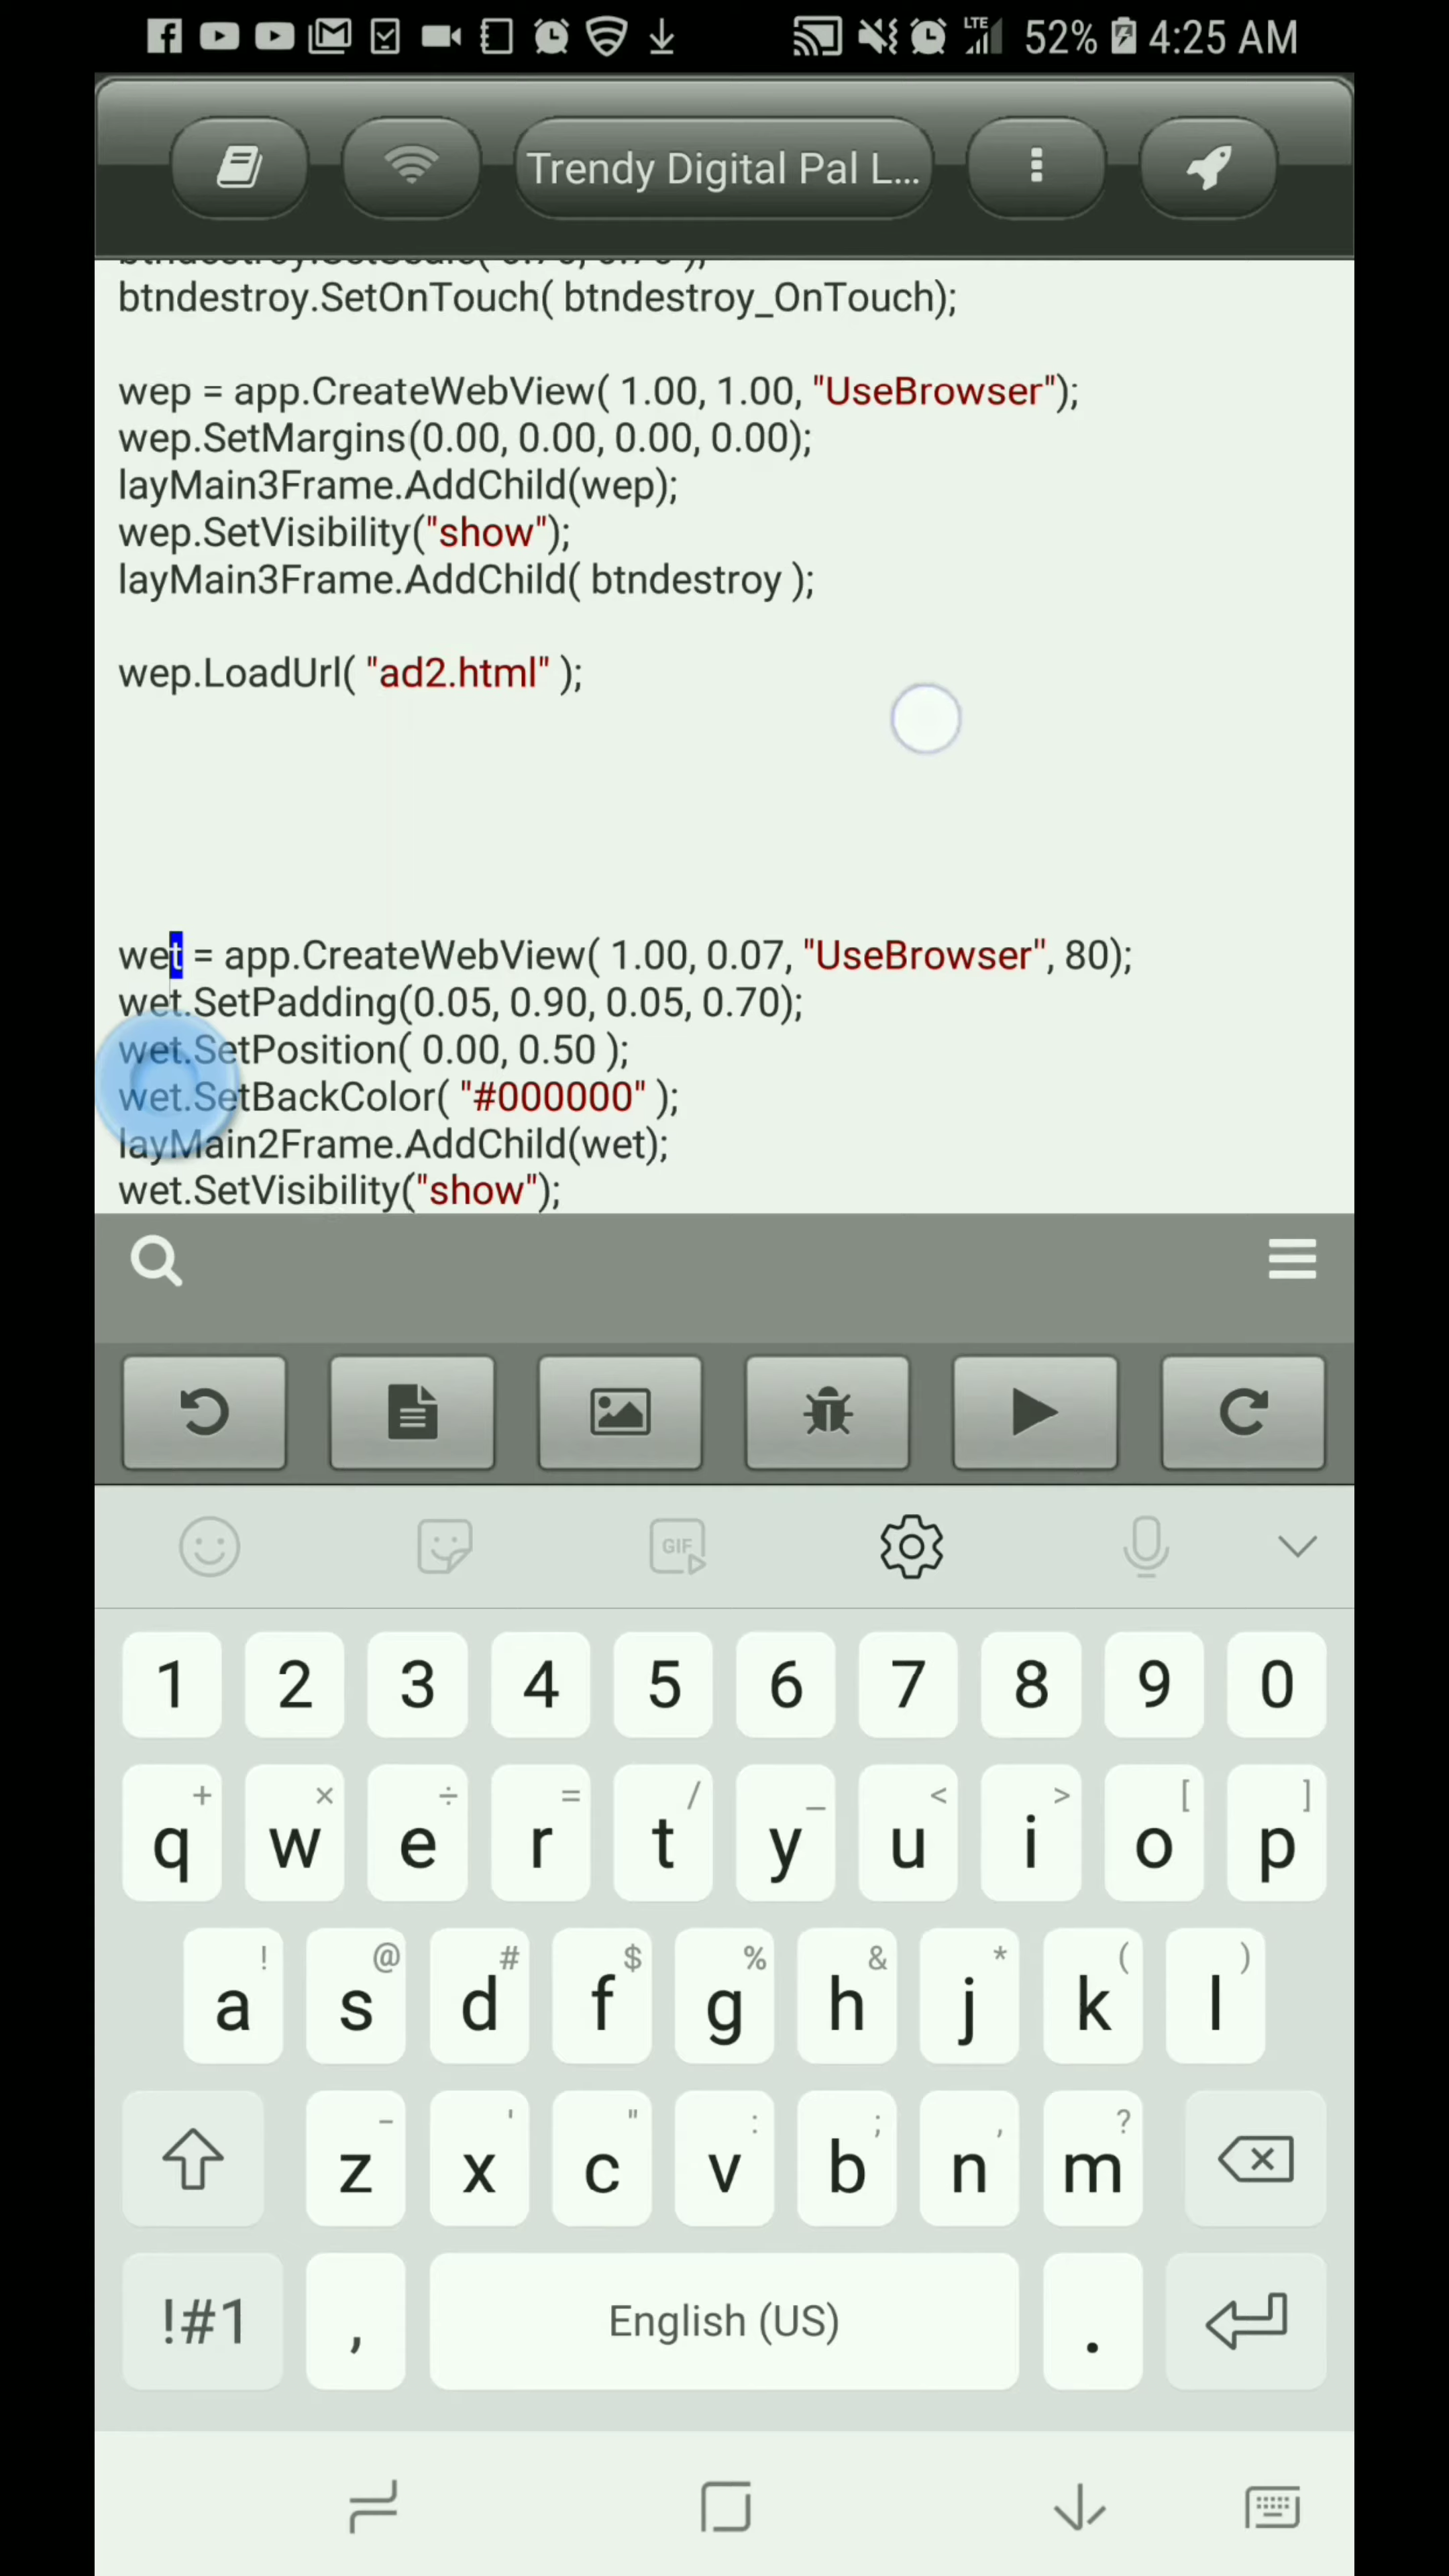 LTE 52% 4:25 AM
Trendy Digital Pal L...
btndestroy.SetOnTouch( btndestroy_OnTouch);
wep = app.CreateWebView( 1.00, 1.00, "UseBrowser");
wep.SetMargins(0.00, 0.00, 0.00, 0.00);
layMain3Frame.AddChild(wep);
wep.SetVisibility("show");
layMain3Frame.AddChild( btndestroy );
wep.LoadUrl( "ad2.html" );
wet = app.CreateWebView( 1.00, 0.07, "UseBrowser", 80);
wet.SetPadding(0.05, 0.90, 0.05, 0.70);
wet.SetPosition( 0.00, 0.50 );
wet.SetBackColor( "#000000" );
layMain2Frame.AddChild(wet);
wet.SetVisibility("show");
GIF
1 2 3 4 5 6 7 8 9 0
+ × ÷ = / _ < > [ ]
q w e r t y u i o p
! @ # $ % & * ( )
a s d f g h j k l
- ' " : ; , ?
z x c v b n m
!#1 , English (US) .